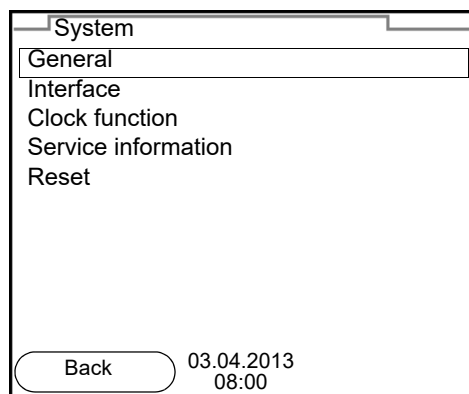 System
General
Interface
Clock function
Service information
Reset
Back
03.04.2013
08:00